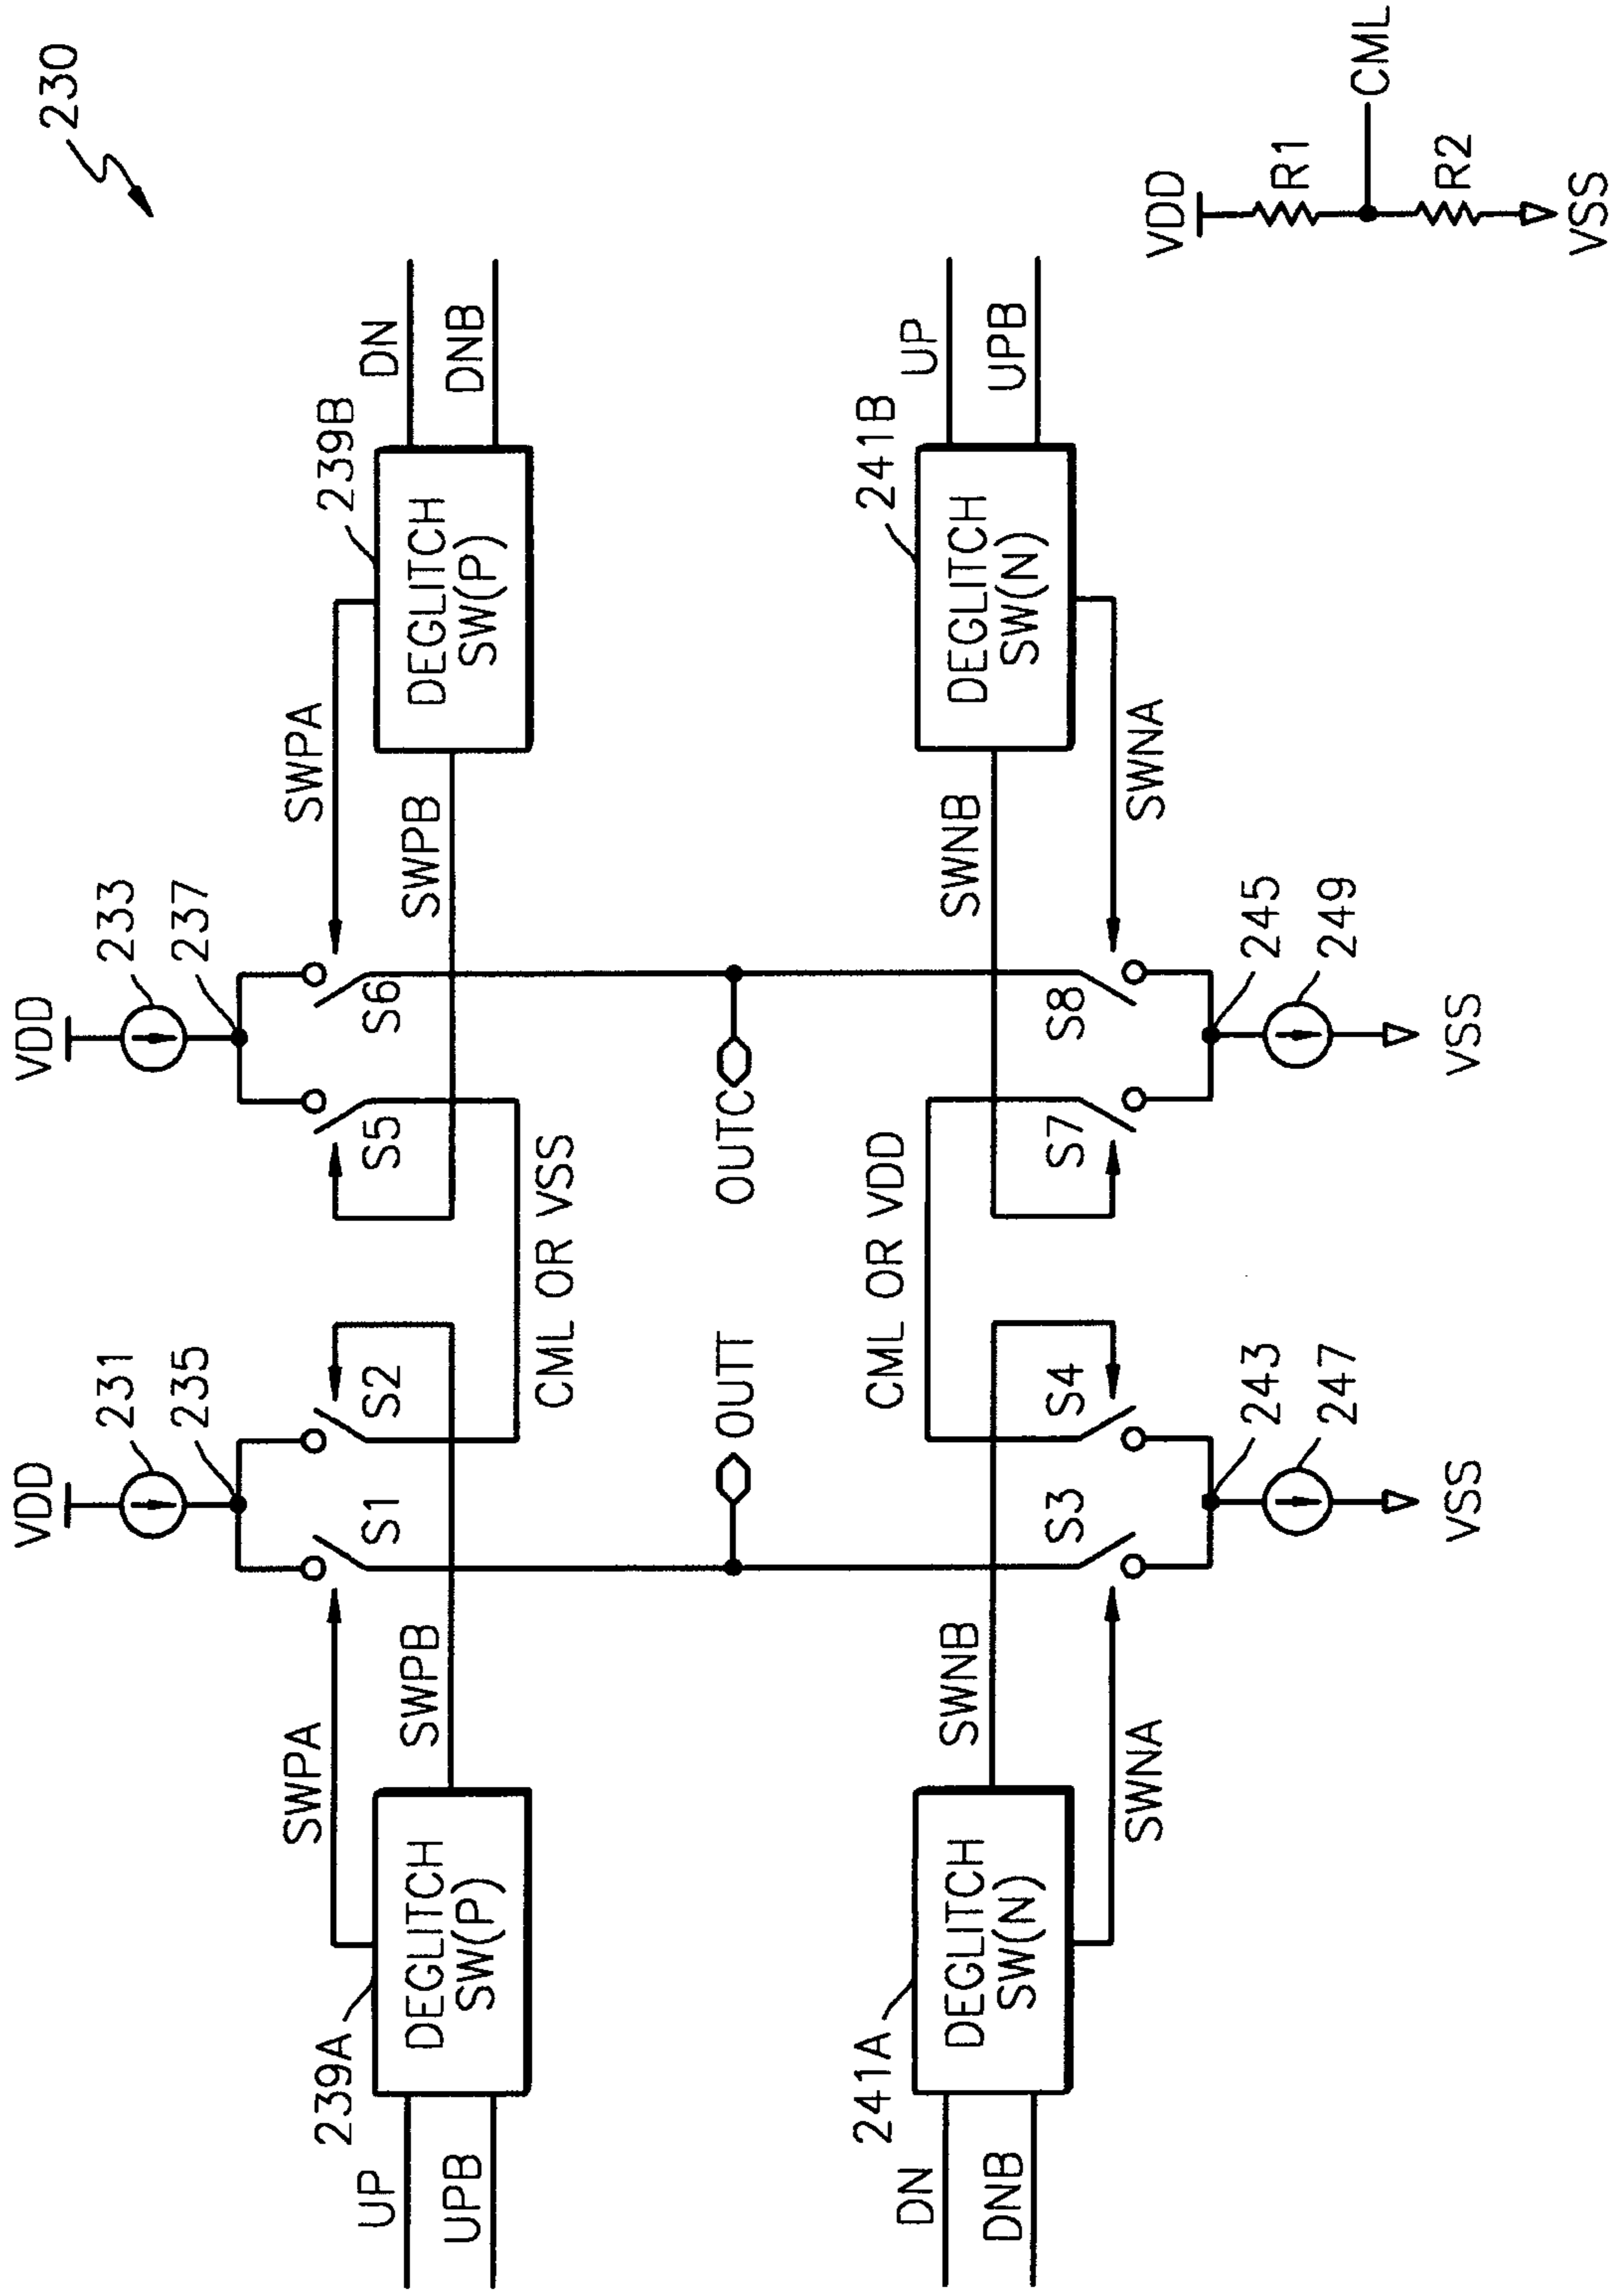 230
VDD
231
235
S1
S2
VDD
233
237
S5
S6
SWPA
SWPB
SWPA
SWPB
239A
DEGLITCH
SW(P)
UP
UPB
239B
DEGLITCH
SW(P)
DN
DNB
CML OR VSS
OUTT
OUTC
CML OR VDD
241A
DEGLITCH
SW(N)
DN
DNB
SWNB
SWNA
241B
DEGLITCH
SW(N)
UP
UPB
SWNB
SWNA
S3
S4
S7
S8
243
247
VSS
245
249
VSS
VDD
R1
CML
R2
VSS